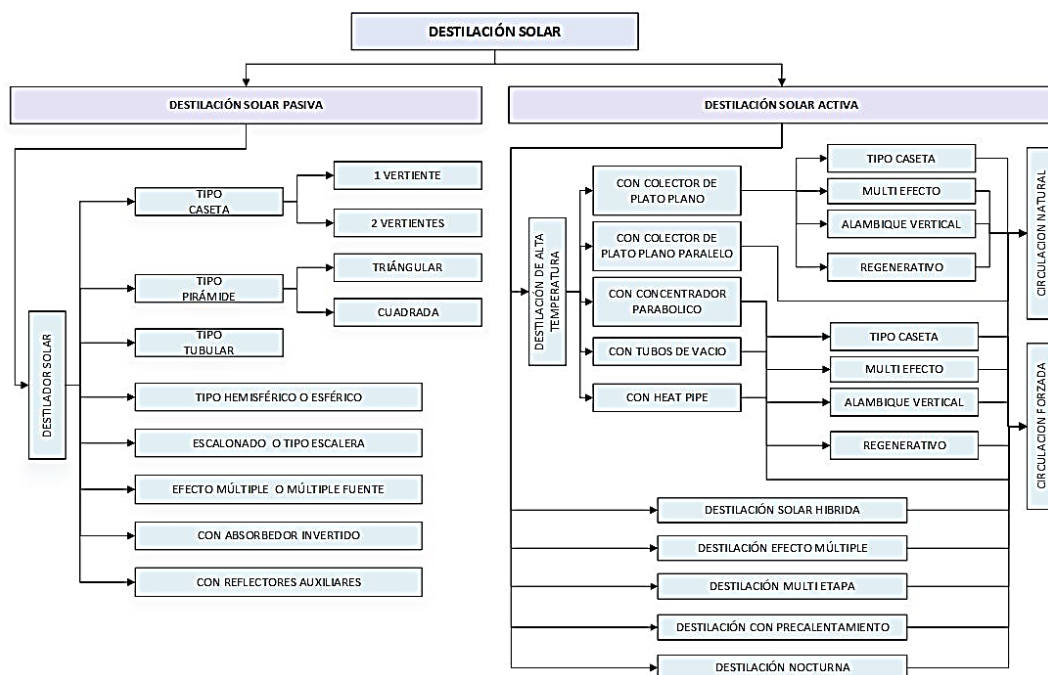 DESTILACIÓN SOLAR
DESTILACIÓN SOLAR PASIVA
DESTILADOR SOLAR
TIPO
CASETA
1 VERTIENTE
2 VERTIENTES
TIPO
PIRÁMIDE
TRIÁNGULAR
CUADRADA
TIPO
TUBULAR
TIPO HEMISFÉRICO O ESFÉRICO
ESCALONADO O TIPO ESCALERA
EFECTO MÚLTIPLE O MÚLTIPLE FUENTE
CON ABSORBEDOR INVERTIDO
CON REFLECTORES AUXILIARES
DESTILACIÓN SOLAR ACTIVA
DESTILACIÓN DE ALTA
TEMPERATURA
CON COLECTOR DE
PLATO PLANO
CON COLECTOR DE
PLATO PLANO PARALELO
CON CONCENTRADOR
PARABOLICO
CON TUBOS DE VACIO
CON HEAT PIPE
TIPO CASETA
MULTI EFECTO
ALAMBIQUE VERTICAL
REGENERATIVO
TIPO CASETA
MULTI EFECTO
ALAMBIQUE VERTICAL
REGENERATIVO
CIRCULACION NATURAL
CIRCULACION FORZADA
DESTILACIÓN SOLAR HIBRIDA
DESTILACIÓN EFECTO MÚLTIPLE
DESTILACIÓN MULTI ETAPA
DESTILACIÓN CON PRECALENTAMIENTO
DESTILACIÓN NOCTURNA